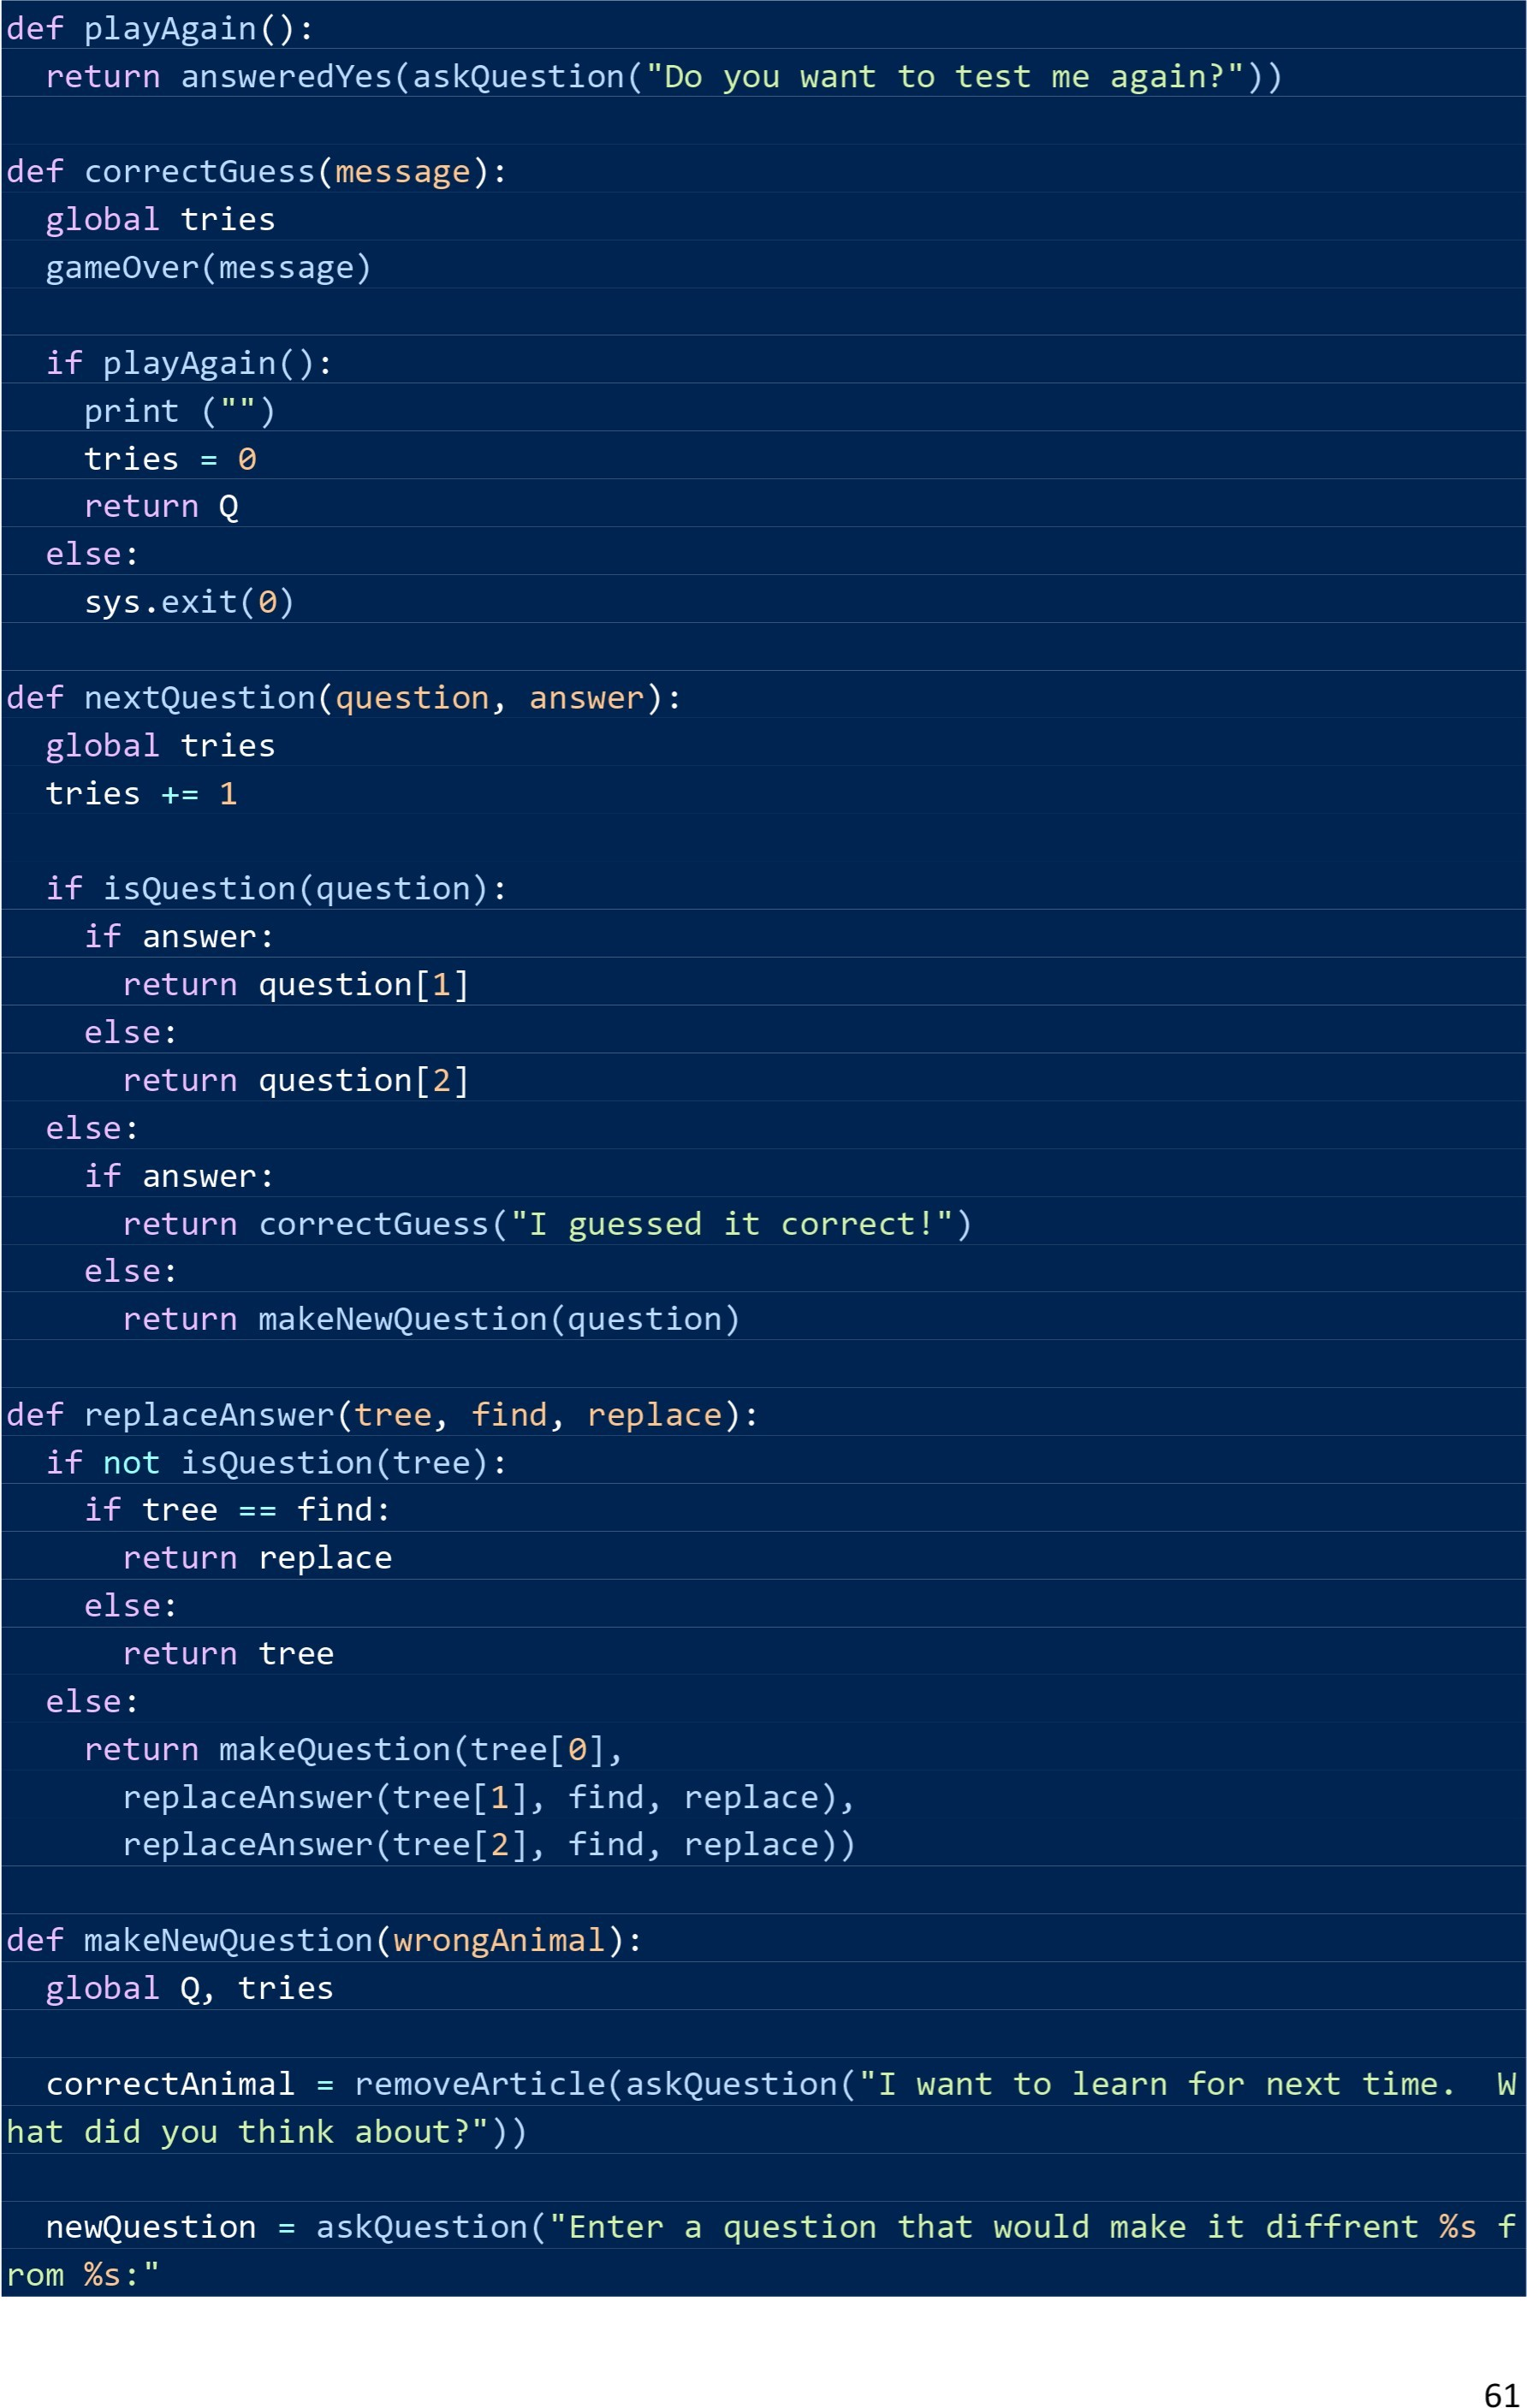 def playAgain():
  return answeredYes(askQuestion("Do you want to test me again?"))

def correctGuess(message):
  global tries
  gameOver(message)

  if playAgain():
    print ("")
    tries = 0
    return Q
  else:
    sys.exit(0)

def nextQuestion(question, answer):
  global tries
  tries += 1

  if isQuestion(question):
    if answer:
      return question[1]
    else:
      return question[2]
  else:
    if answer:
      return correctGuess("I guessed it correct!")
    else:
      return makeNewQuestion(question)

def replaceAnswer(tree, find, replace):
  if not isQuestion(tree):
    if tree == find:
      return replace
    else:
      return tree
  else:
    return makeQuestion(tree[0],
      replaceAnswer(tree[1], find, replace),
      replaceAnswer(tree[2], find, replace))

def makeNewQuestion(wrongAnimal):
  global Q, tries

  correctAnimal = removeArticle(askQuestion("I want to learn for next time.  W
hat did you think about?"))

  newQuestion = askQuestion("Enter a question that would make it diffrent %s f
rom %s:"
61